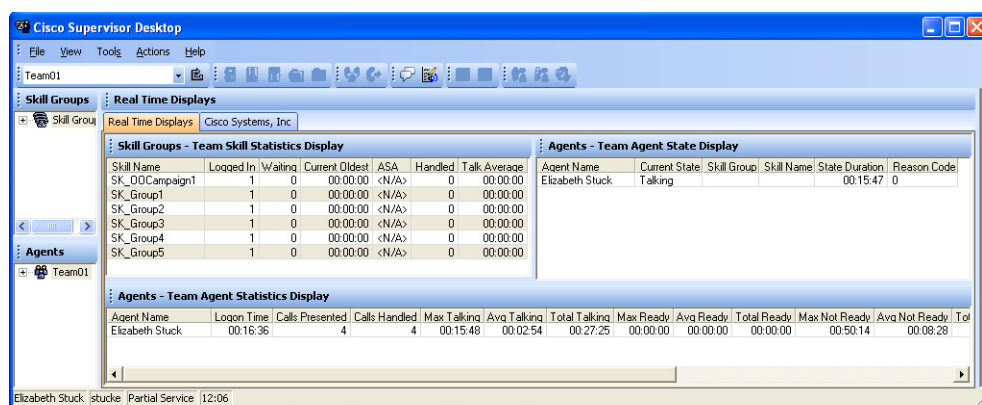 Cisco Supervisor Desktop
File View Tools Actions Help
Team01
Skill Groups
Skill Grou
Agents
Team01
Real Time Displays
Real Time Displays Cisco Systems, Inc
Skill Groups - Team Skill Statistics Display
Skill Name Logged In Waiting Current Oldest ASA Handled Talk Average
SK_OOCampaign1 1 0 00:00:00 <N/A> 0 00:00:00
SK_Group1 1 0 00:00:00 <N/A> 0 00:00:00
SK_Group2 1 0 00:00:00 <N/A> 0 00:00:00
SK_Group3 1 0 00:00:00 <N/A> 0 00:00:00
SK_Group4 1 0 00:00:00 <N/A> 0 00:00:00
SK_Group5 1 0 00:00:00 <N/A> 0 00:00:00
Agents - Team Agent State Display
Agent Name Current State Skill Group Skill Name State Duration Reason Code
Elizabeth Stuck Talking 00:15:47 0
Agents - Team Agent Statistics Display
Agent Name Logon Time Calls Presented Calls Handled Max Talking Avg Talking Total Talking Max Ready Avg Ready Total Ready Max Not Ready Avg Not Ready Tol
Elizabeth Stuck 00:16:36 4 4 00:15:48 00:02:54 00:27:25 00:00:00 00:00:00 00:00:00 00:50:14 00:08:28
Elizabeth Stuck stucke Partial Service 12:06